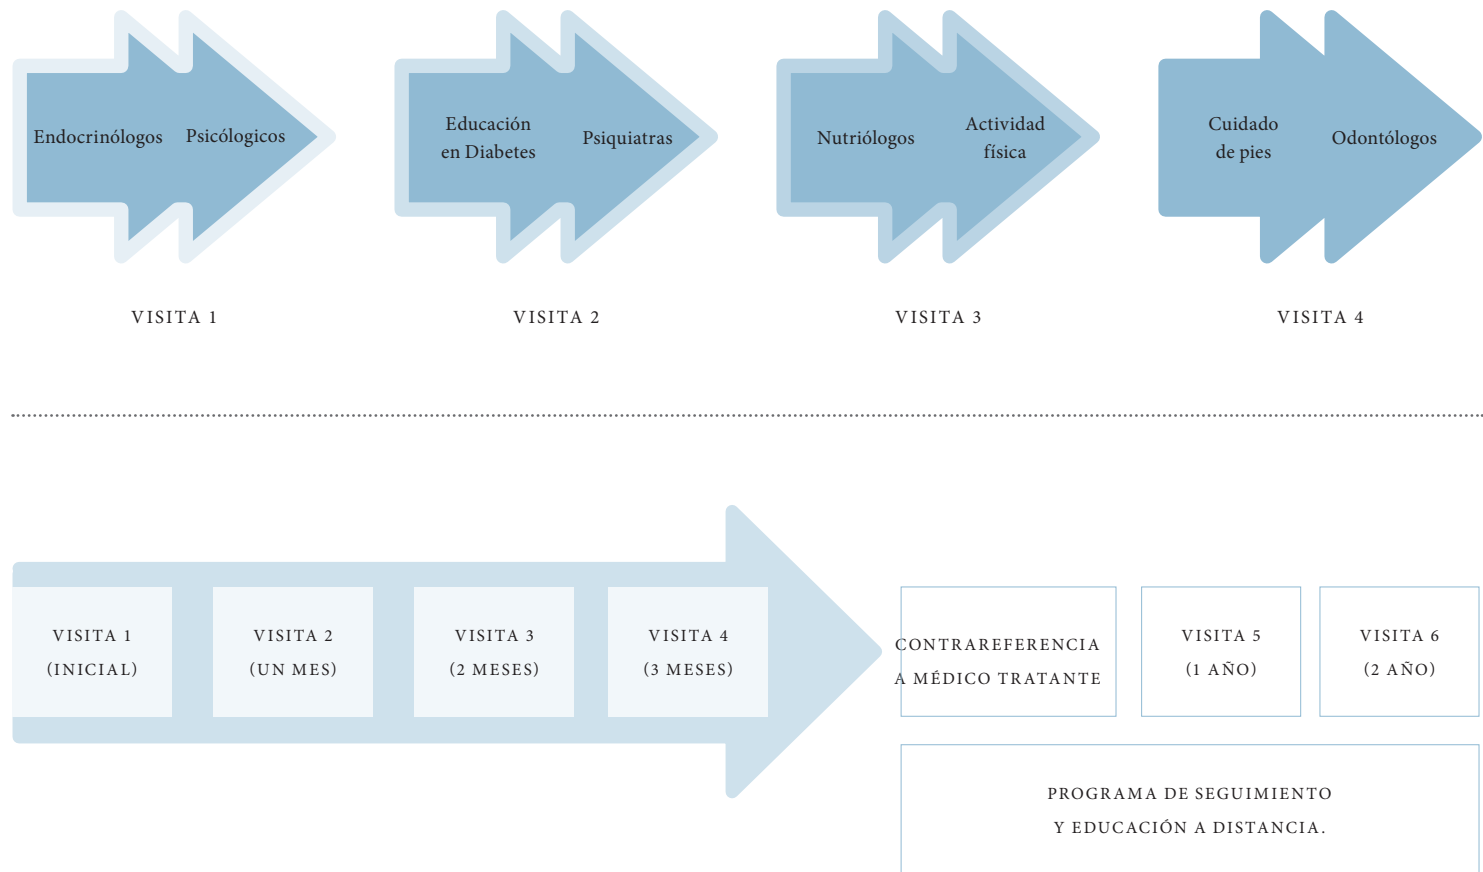 Endocrinólogos
Psicólogicos
Educación
en Diabetes
Psiquiatras
Nutriólogos
Actividad
física
Cuidado
de pies
Odontólogos
VISITA 1
VISITA 2
VISITA 3
VISITA 4
VISITA 1
(INICIAL)
VISITA 2
(UN MES)
VISITA 3
(2 MESES)
VISITA 4
(3 MESES)
CONTRAREFERENCIA
A MÉDICO TRATANTE
VISITA 5
(1 AÑO)
VISITA 6
(2 AÑO)
PROGRAMA DE SEGUIMIENTO
Y EDUCACIÓN A DISTANCIA.